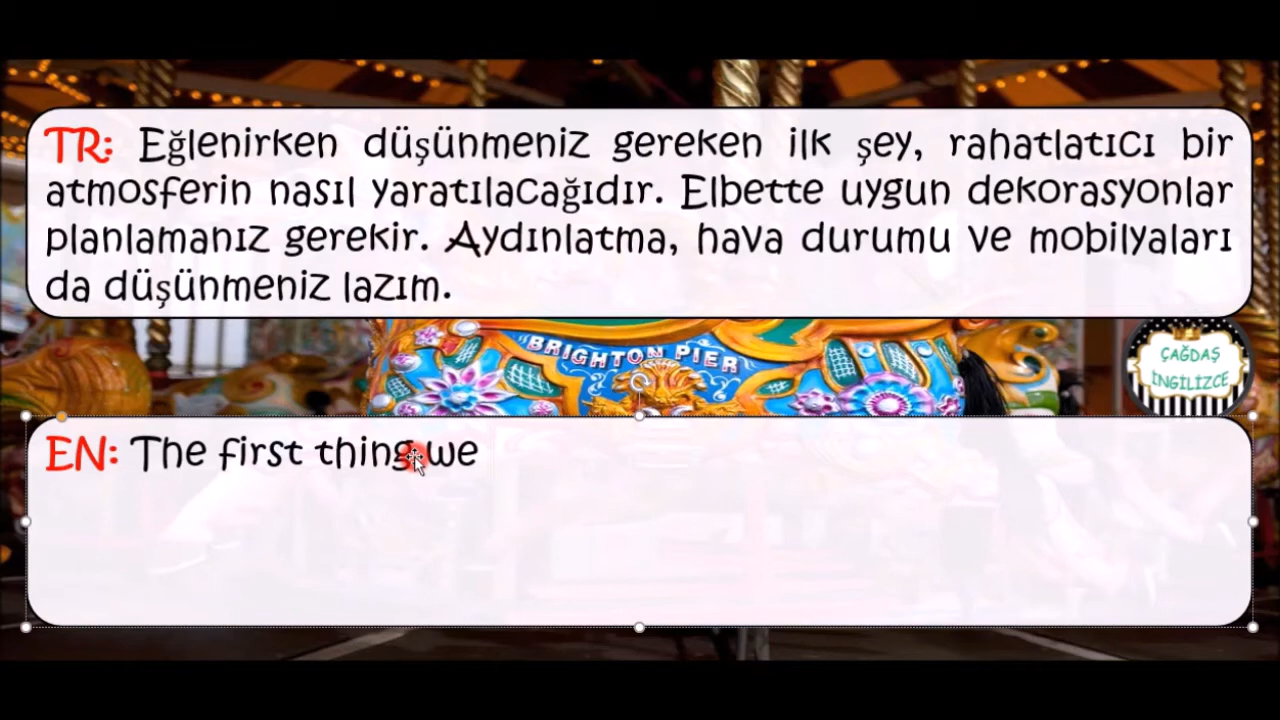 TR: Eğlenirken düşünmeniz gereken ilk şey, rahatlatıcı bir
atmosferin nasıl yaratılacağıdır. Elbette uygun dekorasyonlar
planlamanız gerekir. Aydınlatma, hava durumu ve mobilyaları
da düşünmeniz lazım.
BRIGHTON PIER
ÇAĞDAŞ
İNGİLİZCE
EN: The first thing we